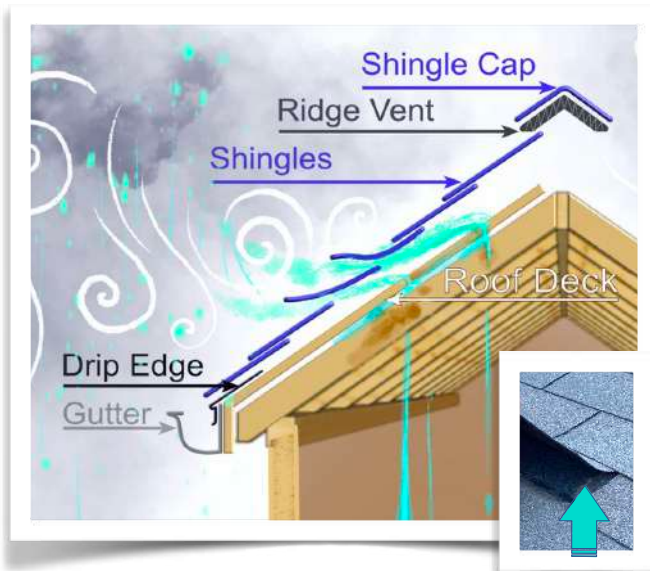 Shingle Cap
Ridge Vent
Shingles
Roof Deck
Drip Edge
Gutter